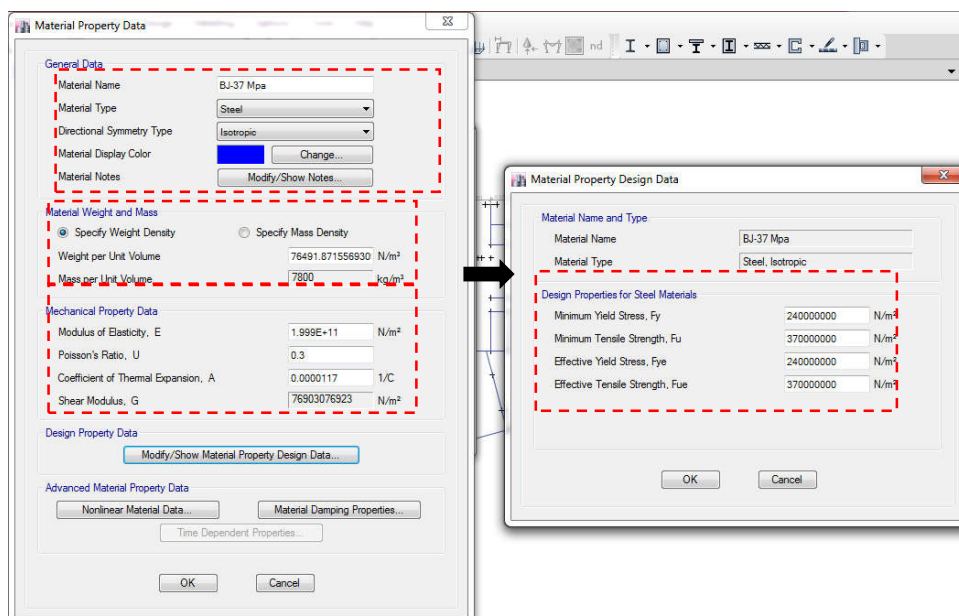 Material Property Data
General Data
Material Name BJ-37 Mpa
Material Type Steel
Directional Symmetry Type Isotropic
Material Display Color Change...
Material Notes Modify/Show Notes...
Material Weight and Mass
Specify Weight Density Specify Mass Density
Weight per Unit Volume 76491.871556930 N/m²
Mass per Unit Volume 7800 kg/m³
Mechanical Property Data
Modulus of Elasticity, E 1.999E+11 N/m²
Poisson's Ratio, U 0.3
Coefficient of Thermal Expansion, A 0.0000117 1/C
Shear Modulus, G 76903076923 N/m²
Design Property Data
Modify/Show Material Property Design Data...
Advanced Material Property Data
Nonlinear Material Data... Material Damping Properties...
Time Dependent Properties...
OK Cancel
nd
Material Property Design Data
Material Name and Type
Material Name BJ-37 Mpa
Material Type Steel, Isotropic
Design Properties for Steel Materials
Minimum Yield Stress, Fy 240000000 N/m²
Minimum Tensile Strength, Fu 370000000 N/m²
Effective Yield Stress, Fye 240000000 N/m²
Effective Tensile Strength, Fue 370000000 N/m²
OK Cancel